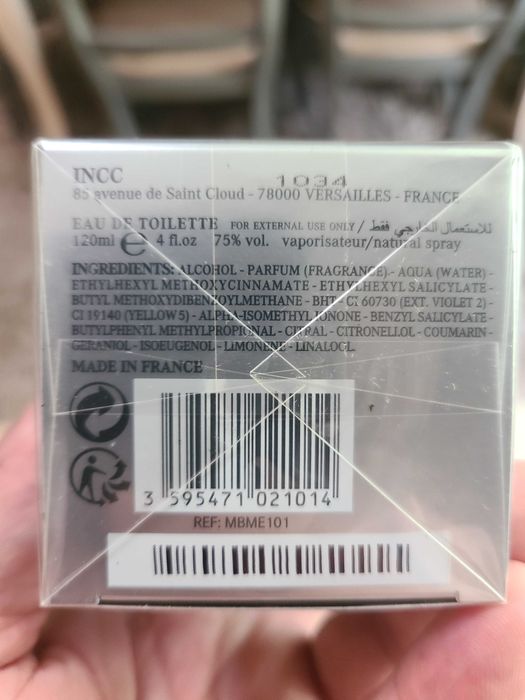 INCC 1034
85 avenue de Saint Cloud - 78000 VERSAILLES - FRANCE
EAU DE TOILETTE FOR EXTERNAL USE ONLY / للاستعمال الخارجي فقط
120ml e 4 fl.oz 75% vol. vaporisateur/natural spray
INGREDIENTS: ALCOHOL - PARFUM (FRAGRANCE) - AQUA (WATER) -
ETHYLHEXYL METHOXYCINNAMATE - ETHYLHEXYL SALICYLATE -
BUTYL METHOXYDIBENZOYLMETHANE - BHT - CI 60730 (EXT. VIOLET 2) -
CI 19140 (YELLOW 5) - ALPHA-ISOMETHYL IONONE - BENZYL SALICYLATE -
BUTYLPHENYL METHYLPROPIONAL - CITRAL - CITRONELLOL - COUMARIN -
GERANIOL - ISOEUGENOL - LIMONENE - LINALOOL
MADE IN FRANCE
3 595471 021014
REF: MBME101